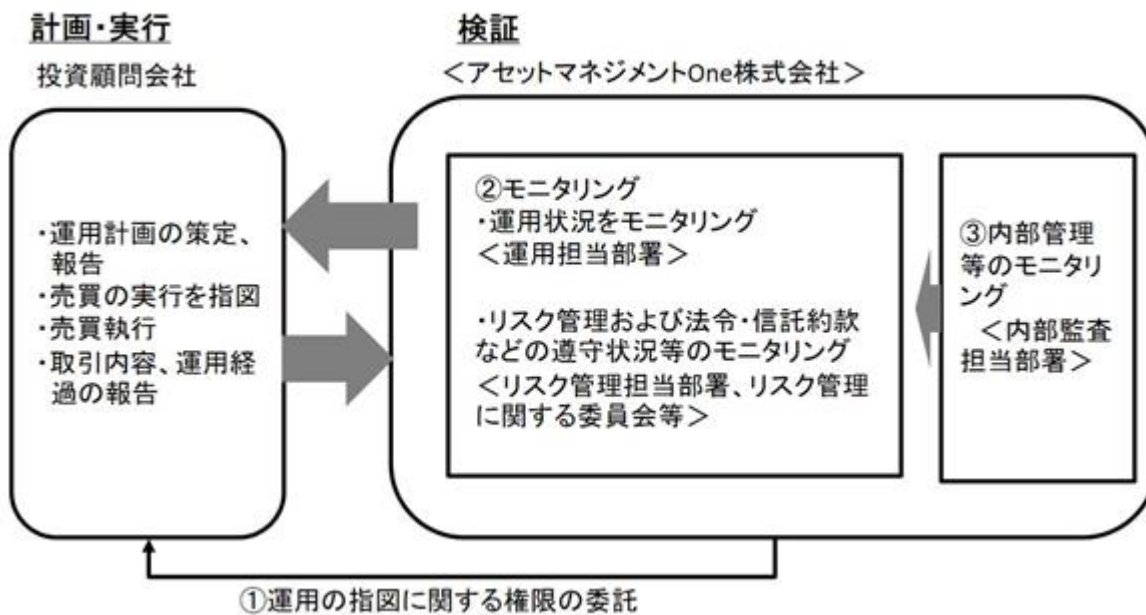 計画・実行
投資顧問会社
・運用計画の策定、
報告
・売買の実行を指図
・売買執行
・取引内容、運用経
過の報告
検証
＜アセットマネジメントOne株式会社＞
②モニタリング
・運用状況をモニタリング
＜運用担当部署＞
・リスク管理および法令・信託約款
などの遵守状況等のモニタリング
＜リスク管理担当部署、リスク管理
に関する委員会等＞
③内部管理
等のモニタリ
ング
＜内部監査
担当部署＞
①運用の指図に関する権限の委託